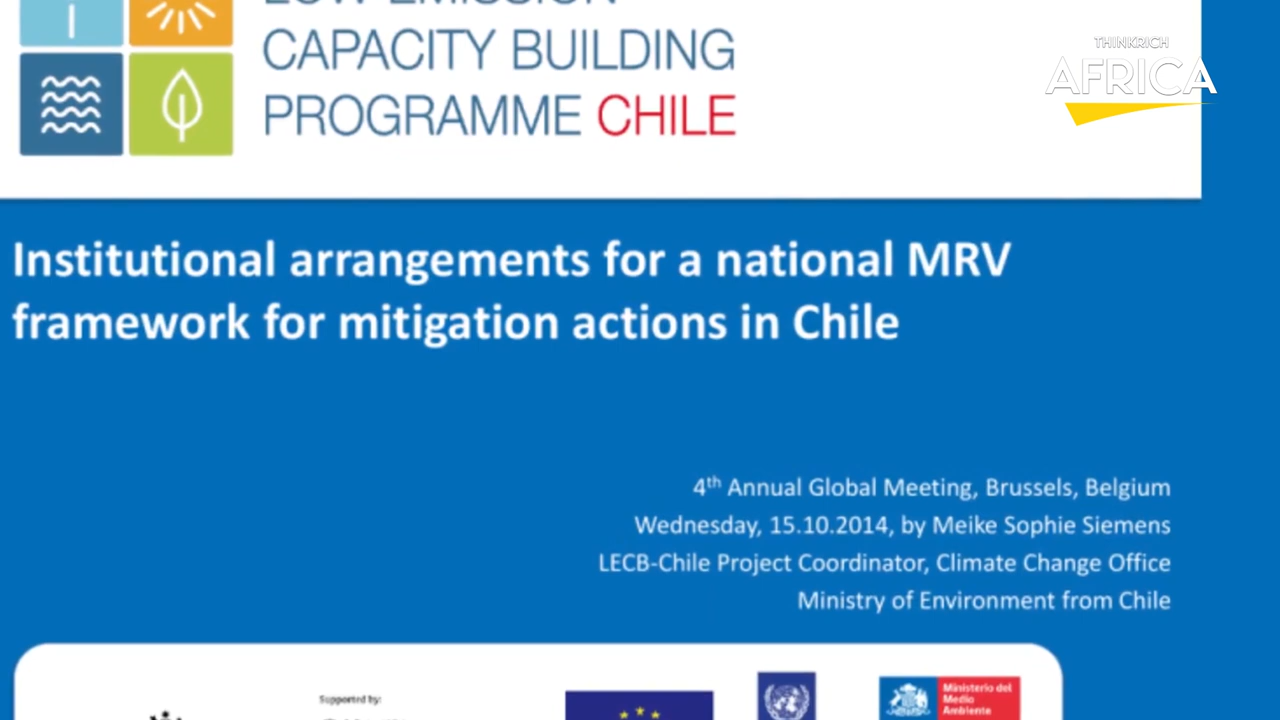 LOW EMISSION
CAPACITY BUILDING
PROGRAMME CHILE
THINKRICH
AFRICA
Institutional arrangements for a national MRV
framework for mitigation actions in Chile
4th Annual Global Meeting, Brussels, Belgium
Wednesday, 15.10.2014, by Meike Sophie Siemens
LECB-Chile Project Coordinator, Climate Change Office
Ministry of Environment from Chile
Supported by:
Ministerio del
Medio
Ambiente